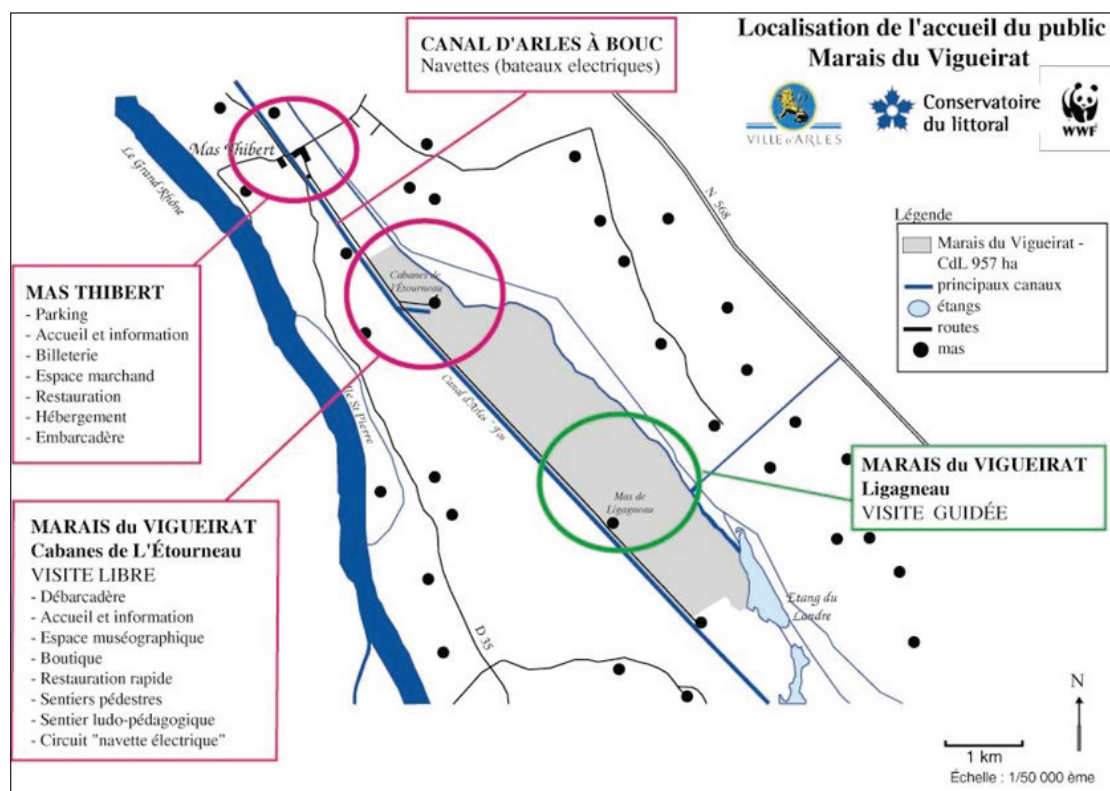 Localisation de l'accueil du public
Marais du Vigueirat
VILLE d'ARLES
Conservatoire
du littoral
WWF
CANAL D'ARLES À BOUC
Navettes (bateaux electriques)
Mas Thibert
Le Grand Rhône
N 568
Légende
Marais du Vigueirat -
CdL 957 ha
principaux canaux
étangs
routes
mas
Cabanes de
l'Étourneau
MAS THIBERT
- Parking
- Accueil et information
- Billeterie
- Espace marchand
- Restauration
- Hébergement
- Embarcadère
St Pierre
Canal d'Arles - Fos
MARAIS du VIGUEIRAT
Ligagneau
VISITE GUIDÉE
Mas de
Ligagneau
MARAIS du VIGUEIRAT
Cabanes de L'Étourneau
VISITE LIBRE
- Débarcadère
- Accueil et information
- Espace muséographique
- Boutique
- Restauration rapide
- Sentiers pédestres
- Sentier ludo-pédagogique
- Circuit "navette électrique"
D 35
Etang du
Landre
N
1 km
Échelle : 1/50 000 ème